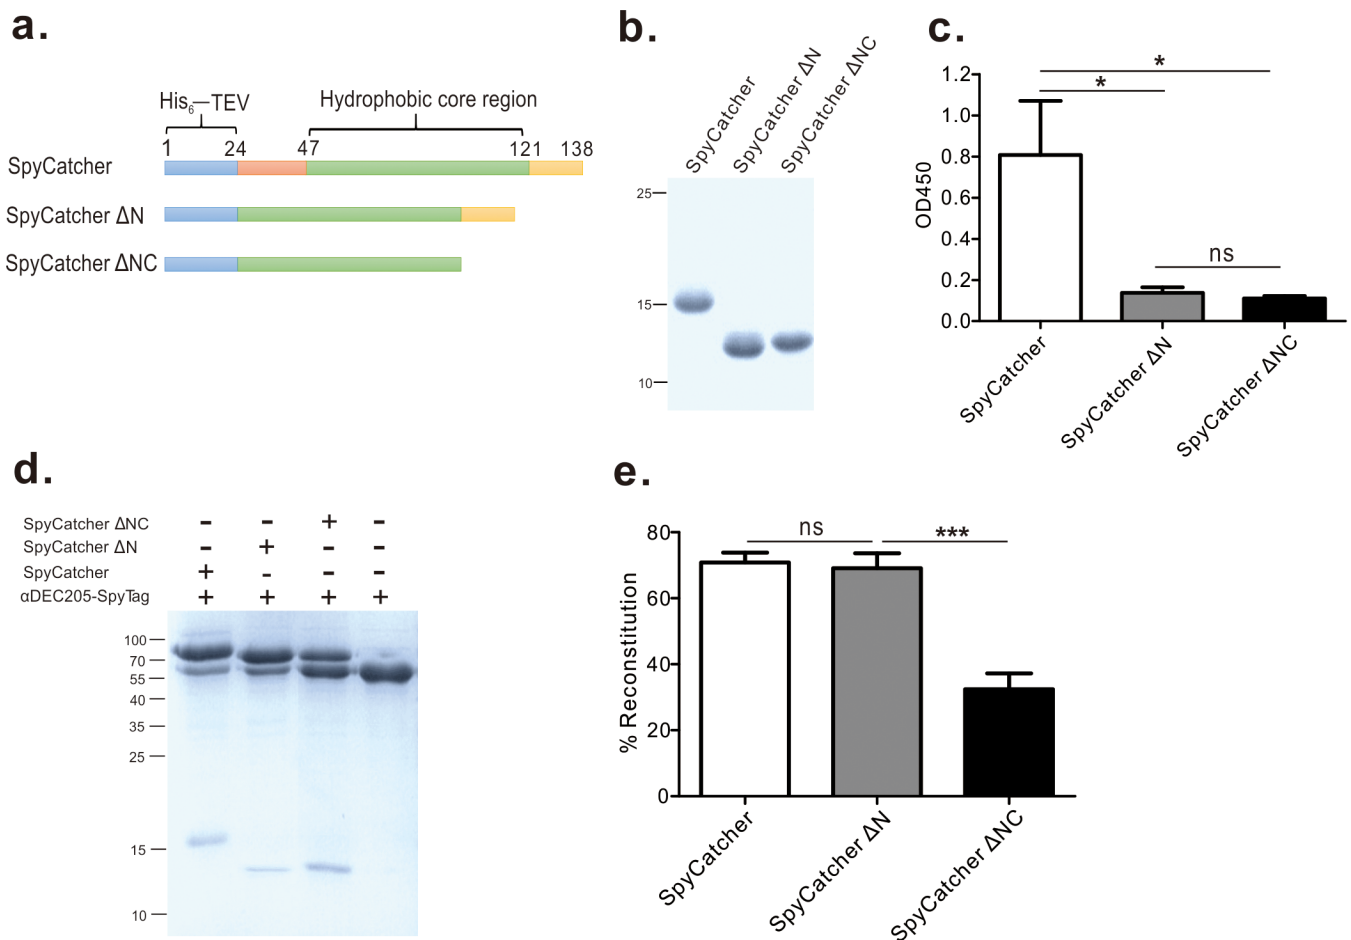 a.
His6—TEV
Hydrophobic core region
1 24 47 121 138
SpyCatcher
SpyCatcher ΔN
SpyCatcher ΔNC
b.
SpyCatcher
SpyCatcher ΔN
SpyCatcher ΔNC
25
15
10
c.
OD450
1.2
1.0
0.8
0.6
0.4
0.2
0.0
*
*
ns
SpyCatcher
SpyCatcher ΔN
SpyCatcher ΔNC
d.
SpyCatcher ΔNC - - + -
SpyCatcher ΔN - + - -
SpyCatcher + - - -
αDEC205-SpyTag + + + +
100
70
55
40
35
25
15
10
e.
% Reconstitution
80
60
40
20
0
ns
***
SpyCatcher
SpyCatcher ΔN
SpyCatcher ΔNC